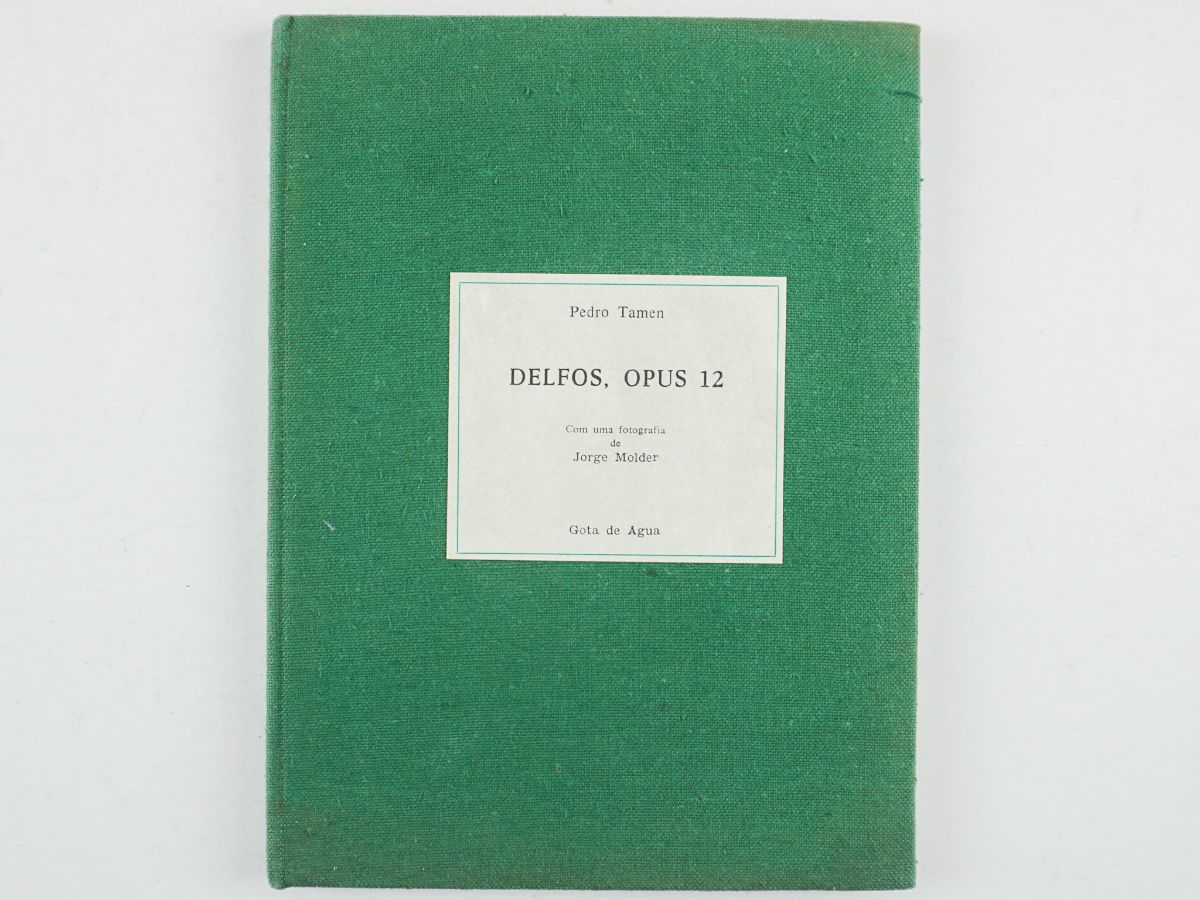 Pedro Tamen
DELFOS, OPUS 12
Com uma fotografia
de
Jorge Molder
Gota de Agua